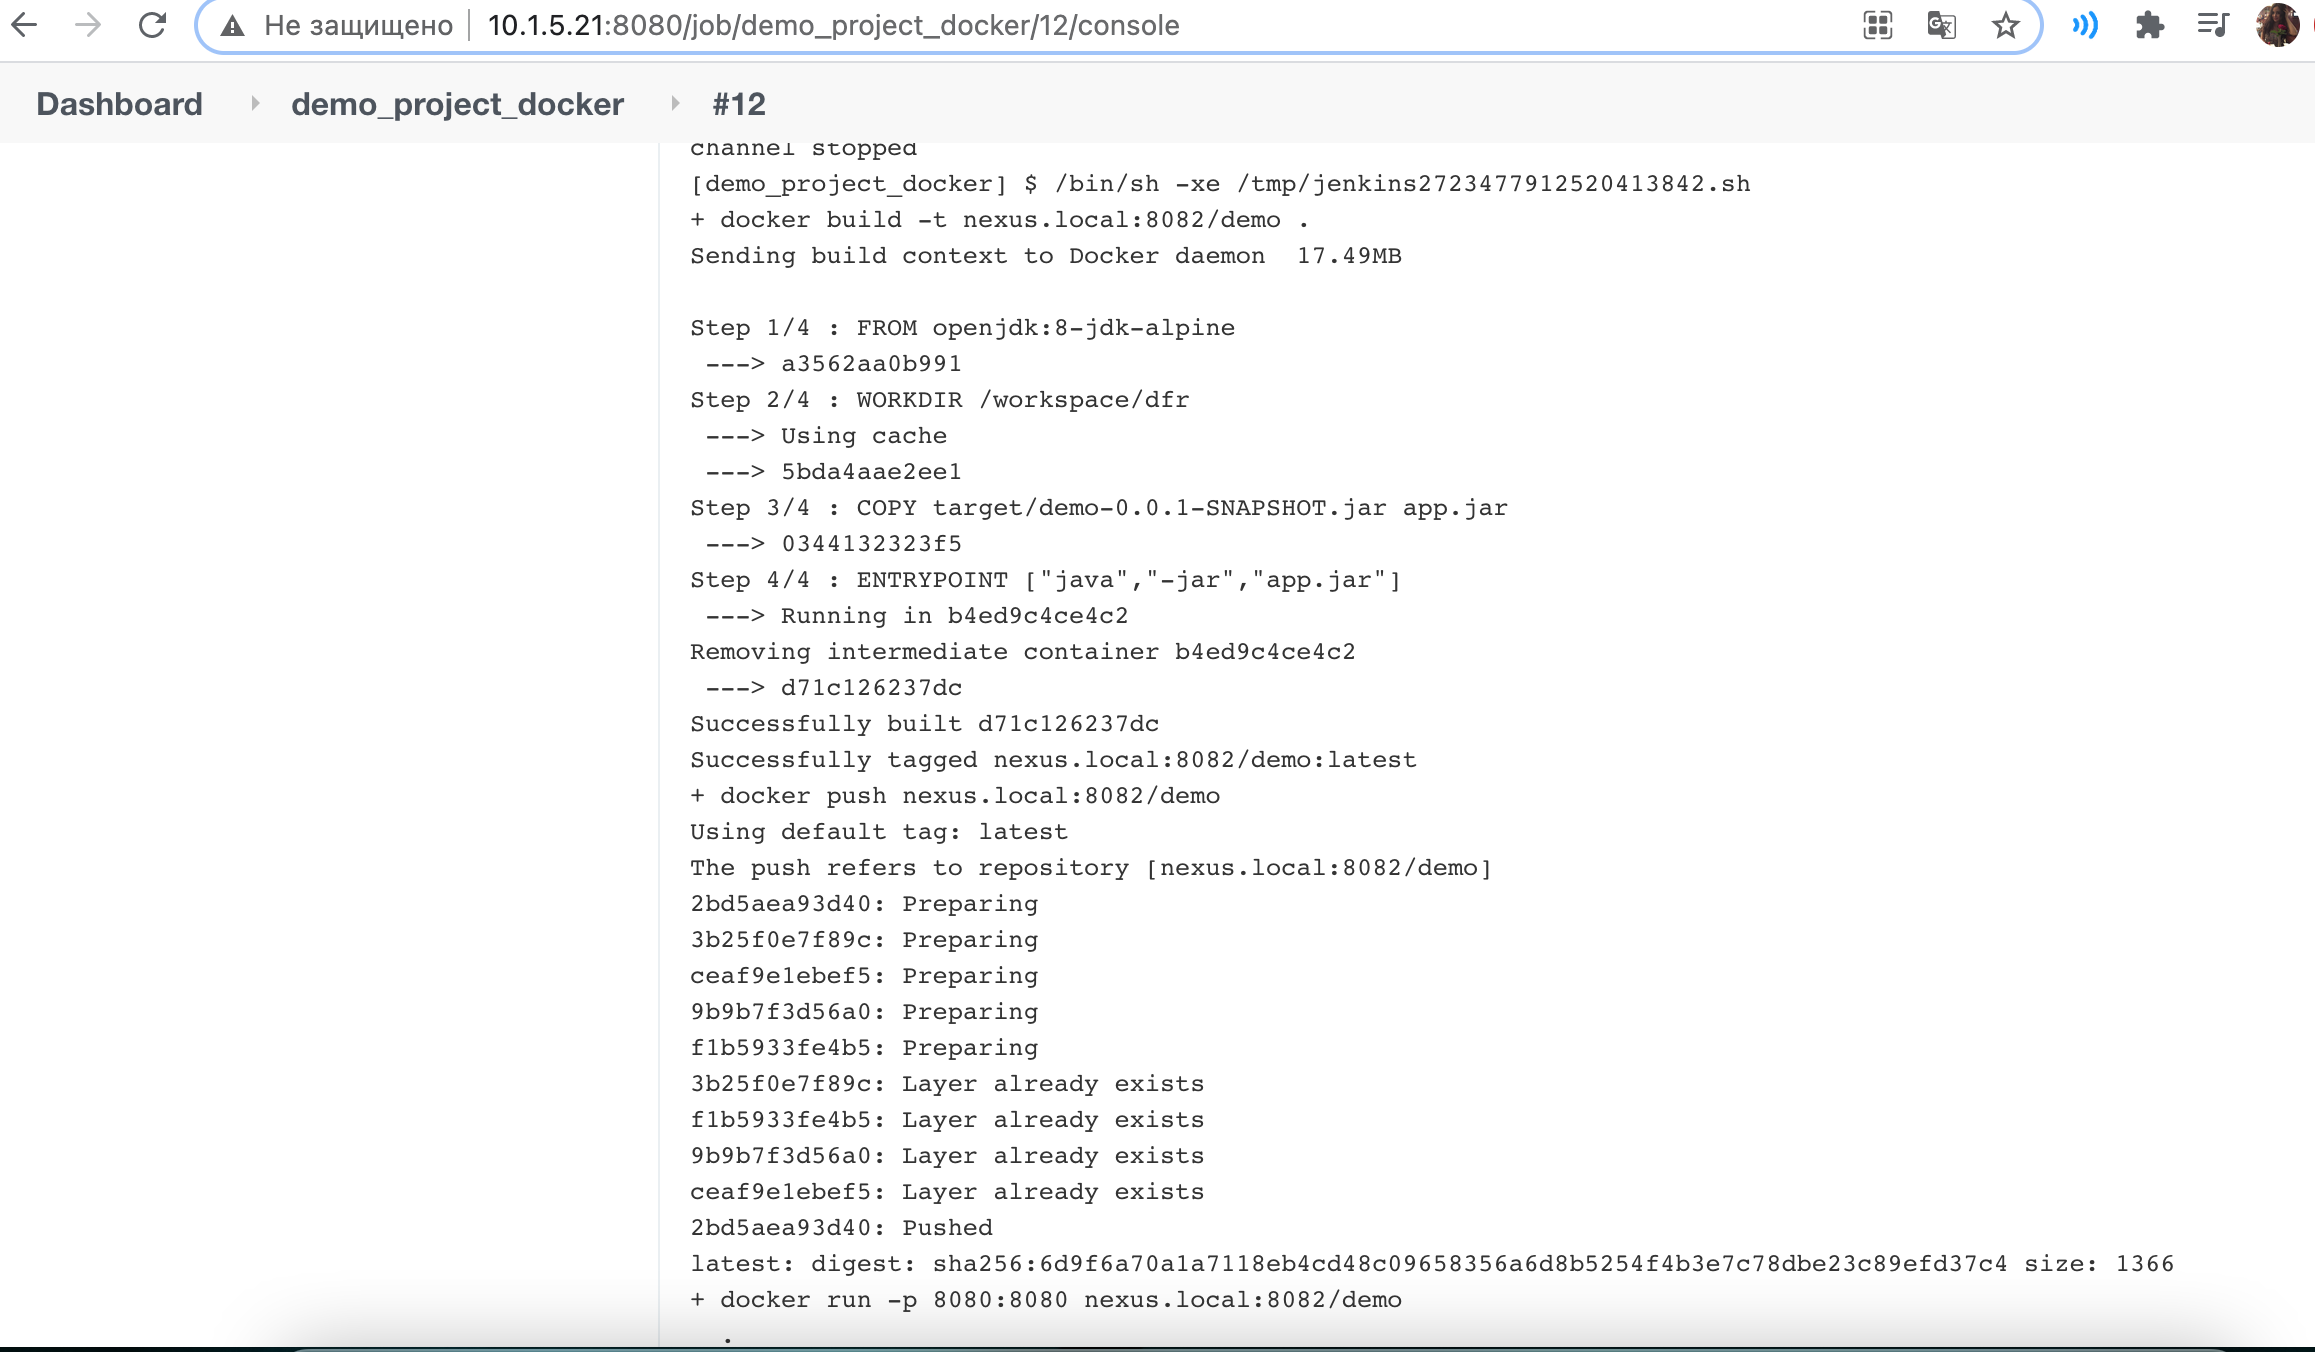 Не защищено 10.1.5.21:8080/job/demo_project_docker/12/console
Dashboard demo_project_docker #12
channel stopped
[demo_project_docker] $ /bin/sh -xe /tmp/jenkins2723477912520413842.sh
+ docker build -t nexus.local:8082/demo .
Sending build context to Docker daemon  17.49MB
Step 1/4 : FROM openjdk:8-jdk-alpine
---> a3562aa0b991
Step 2/4 : WORKDIR /workspace/dfr
---> Using cache
---> 5bda4aae2ee1
Step 3/4 : COPY target/demo-0.0.1-SNAPSHOT.jar app.jar
---> 0344132323f5
Step 4/4 : ENTRYPOINT ["java","-jar","app.jar"]
---> Running in b4ed9c4ce4c2
Removing intermediate container b4ed9c4ce4c2
---> d71c126237dc
Successfully built d71c126237dc
Successfully tagged nexus.local:8082/demo:latest
+ docker push nexus.local:8082/demo
Using default tag: latest
The push refers to repository [nexus.local:8082/demo]
2bd5aea93d40: Preparing
3b25f0e7f89c: Preparing
ceaf9e1ebef5: Preparing
9b9b7f3d56a0: Preparing
f1b5933fe4b5: Preparing
3b25f0e7f89c: Layer already exists
f1b5933fe4b5: Layer already exists
9b9b7f3d56a0: Layer already exists
ceaf9e1ebef5: Layer already exists
2bd5aea93d40: Pushed
latest: digest: sha256:6d9f6a70a1a7118eb4cd48c09658356a6d8b5254f4b3e7c78dbe23c89efd37c4 size: 1366
+ docker run -p 8080:8080 nexus.local:8082/demo